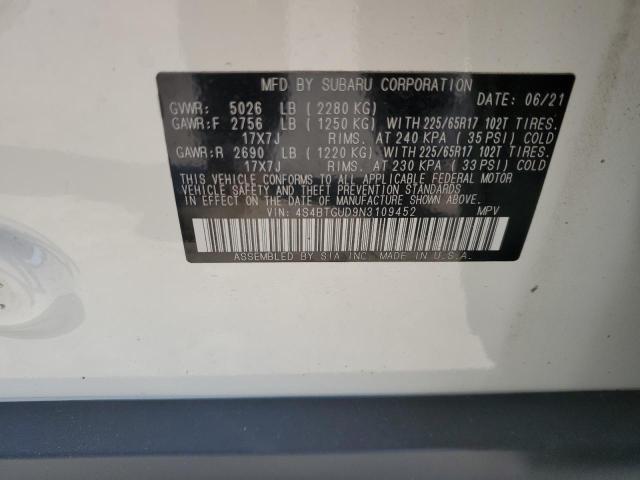 MFD BY SUBARU CORPORATION
DATE: 06/21
GVWR: 5026 LB (2280 KG)
GAWR:F 2756 LB (1250 KG) WITH 225/65R17 102T TIRES.
17X7J RIMS. AT 240 KPA (35 PSI) COLD
GAWR:R 2690 LB (1220 KG) WITH 225/65R17 102T TIRES.
17X7J RIMS. AT 230 KPA (33 PSI) COLD
THIS VEHICLE CONFORMS TO ALL APPLICABLE FEDERAL MOTOR
VEHICLE SAFETY AND THEFT PREVENTION STANDARDS
IN EFFECT ON THE DATE OF MANUFACTURE SHOWN ABOVE.
VIN: 4S4BTGUD9N3109452 MPV
ASSEMBLED BY SIA INC. MADE IN U.S.A.